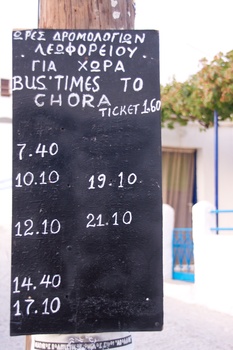 ΩΡΕΣ ΔΡΟΜΟΛΟΓΙΩΝ
ΛΕΩΦΟΡΕΙΟΥ
ΓΙΑ ΧΩΡΑ
BUS TIMES TO
CHORA
TICKET 1.60
7.40
10.10 19.10
12.10 21.10
14.40
17.10